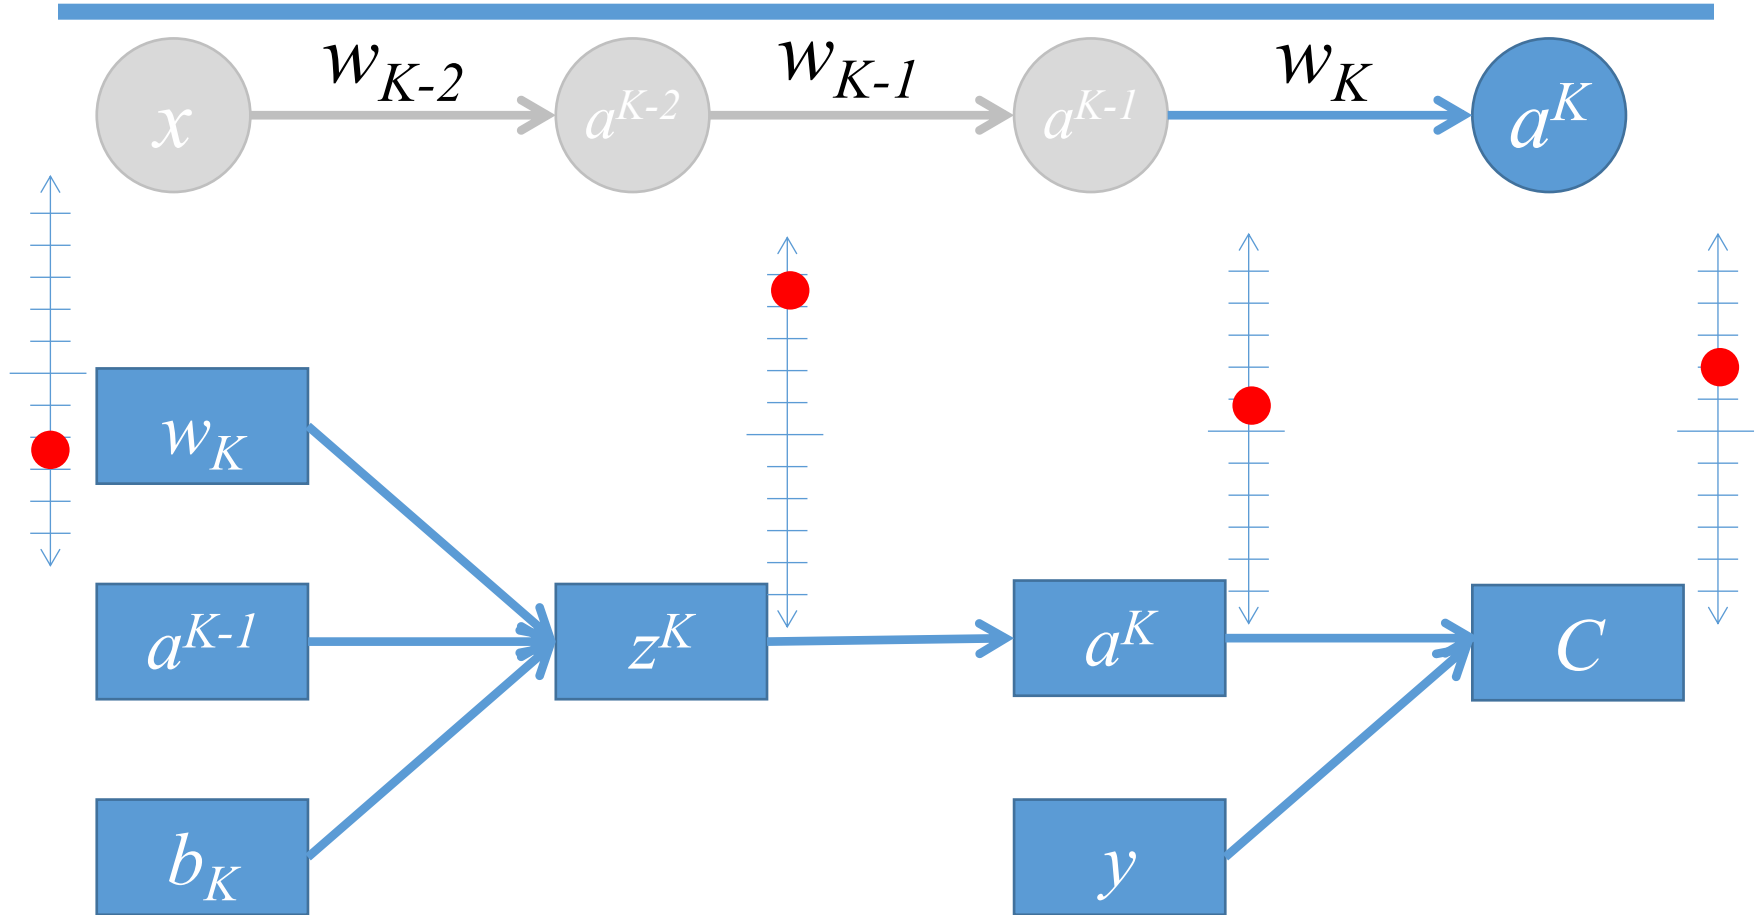 w_{K-2} w_{K-1} w_K
x a^{K-2} a^{K-1} a^K
w_K
a^{K-1} z^K a^K C
b_K y